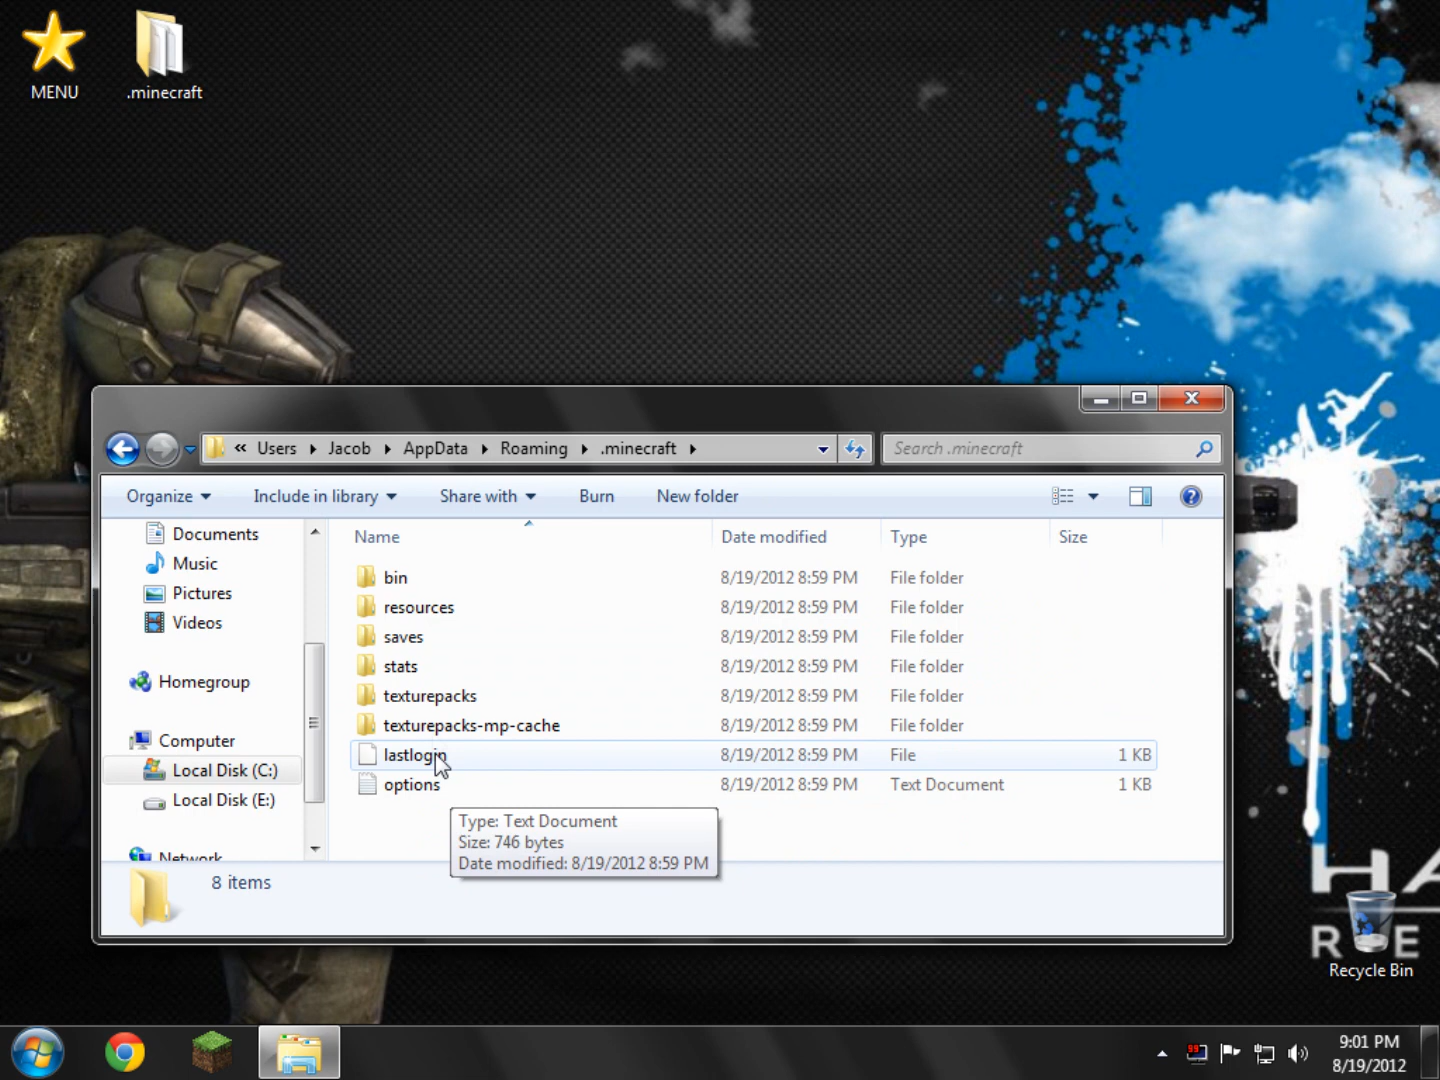 MENU
.minecraft
« Users Jacob AppData Roaming .minecraft
Search .minecraft
Organize Include in library Share with Burn New folder
Name Date modified Type Size
Documents
Music
Pictures
Videos
Homegroup
Computer
Local Disk (C:)
Local Disk (E:)
Network
bin 8/19/2012 8:59 PM File folder
resources 8/19/2012 8:59 PM File folder
saves 8/19/2012 8:59 PM File folder
stats 8/19/2012 8:59 PM File folder
texturepacks 8/19/2012 8:59 PM File folder
texturepacks-mp-cache 8/19/2012 8:59 PM File folder
lastlogin 8/19/2012 8:59 PM File 1 KB
options 8/19/2012 8:59 PM Text Document 1 KB
Type: Text Document
Size: 746 bytes
Date modified: 8/19/2012 8:59 PM
8 items
HA
R E
Recycle Bin
99
9:01 PM
8/19/2012